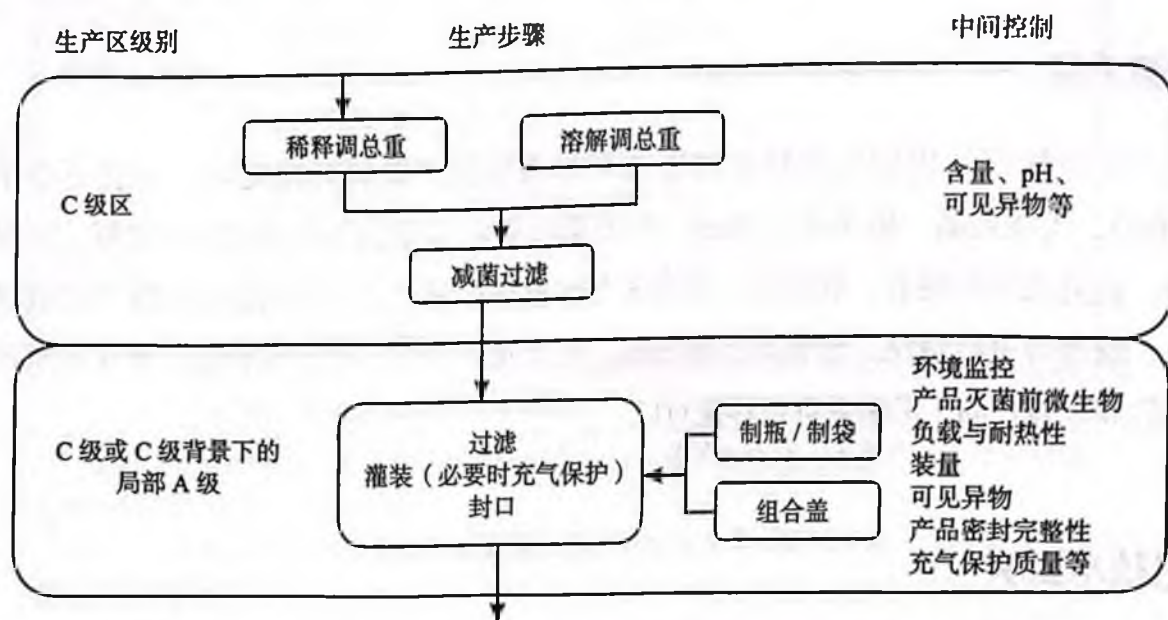 生产区级别
生产步骤
中间控制
稀释调总重
溶解调总重
C 级区
含量、pH、
可见异物等
减菌过滤
C 级或 C 级背景下的
局部 A 级
过滤
灌装（必要时充气保护）
封口
制瓶 / 制袋
组合盖
环境监控
产品灭菌前微生物
负载与耐热性
装量
可见异物
产品密封完整性
充气保护质量等